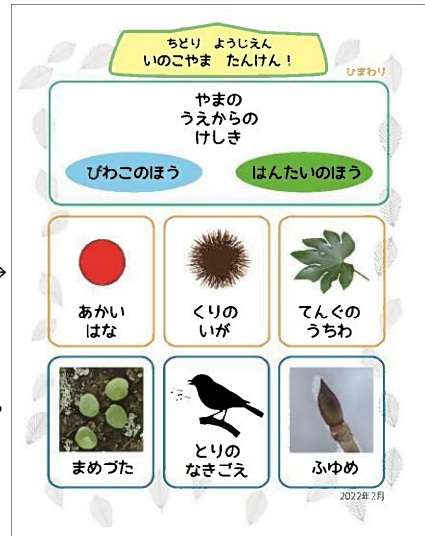 ちどり ようじえん
いのこやま たんけん!
ひまわり
やまの
うえからの
けしき
びわこのほう
はんたいのほう
あかい
はな
くりの
いが
てんぐの
うちわ
まめづた
とりの
なきごえ
ふゆめ
2022年2月